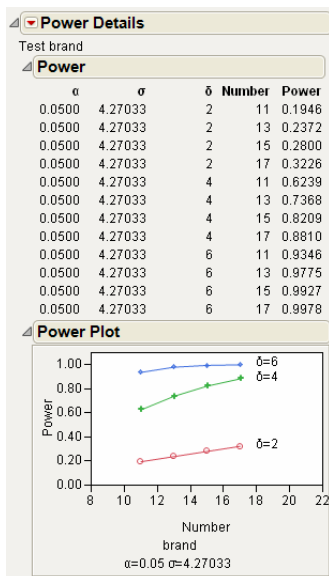 Power Details
Test brand
Power
α σ δ Number Power
0.0500 4.27033 2 11 0.1946
0.0500 4.27033 2 13 0.2372
0.0500 4.27033 2 15 0.2800
0.0500 4.27033 2 17 0.3226
0.0500 4.27033 4 11 0.6239
0.0500 4.27033 4 13 0.7368
0.0500 4.27033 4 15 0.8209
0.0500 4.27033 4 17 0.8810
0.0500 4.27033 6 11 0.9346
0.0500 4.27033 6 13 0.9775
0.0500 4.27033 6 15 0.9927
0.0500 4.27033 6 17 0.9978
Power Plot
Power
1.00
0.80
0.60
0.40
0.20
0.00
δ=6
δ=4
δ=2
8 10 12 14 16 18 20 22
Number
brand
α=0.05 σ=4.27033